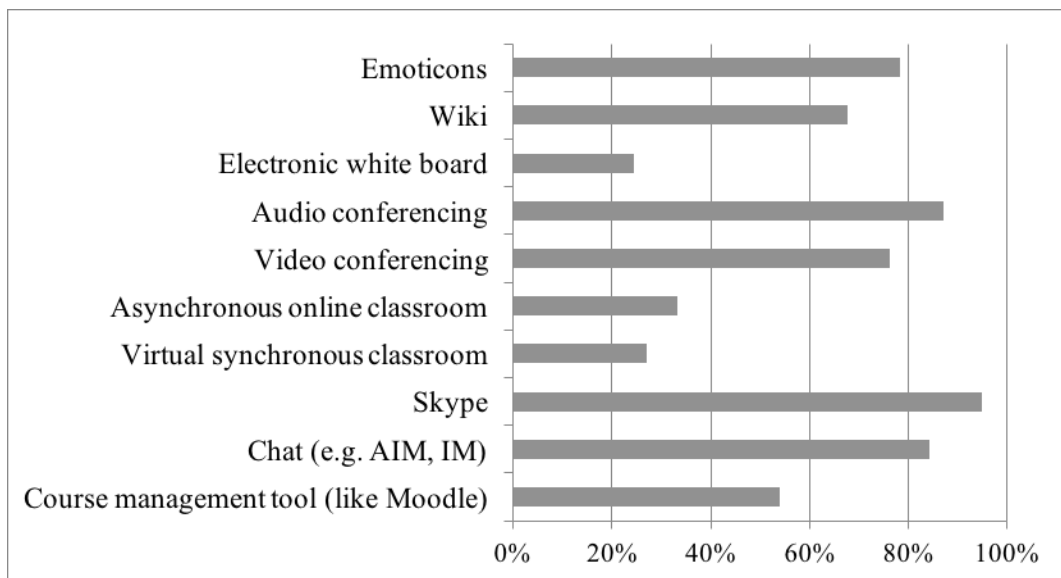 Emoticons
Wiki
Electronic white board
Audio conferencing
Video conferencing
Asynchronous online classroom
Virtual synchronous classroom
Skype
Chat (e.g. AIM, IM)
Course management tool (like Moodle)
0% 20% 40% 60% 80% 100%